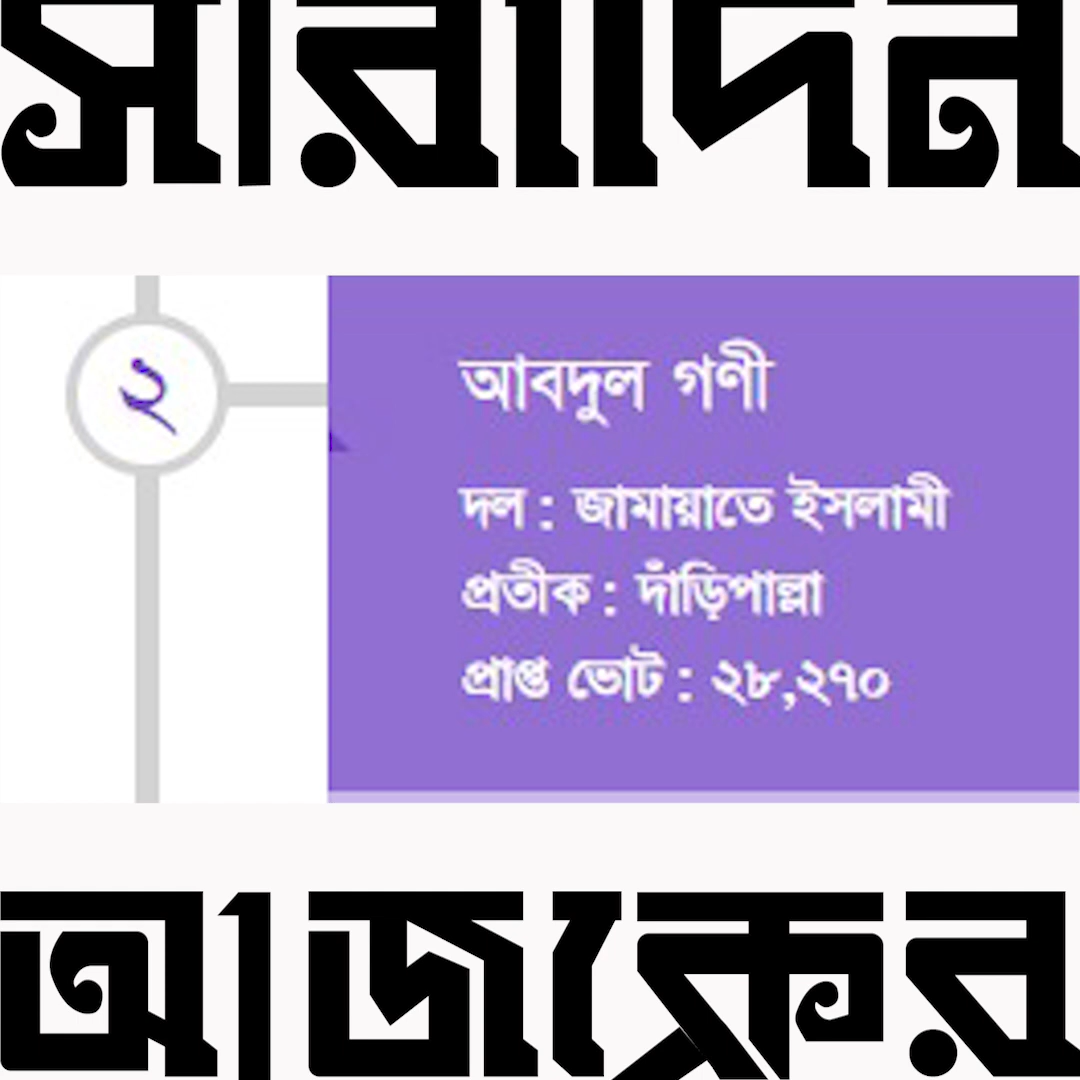 সারাদিন
২
আবদুল গণী
দল : জামায়াতে ইসলামী
প্রতীক : দাঁড়িপাল্লা
প্রাপ্ত ভোট : ২৮,২৭০
আজকের